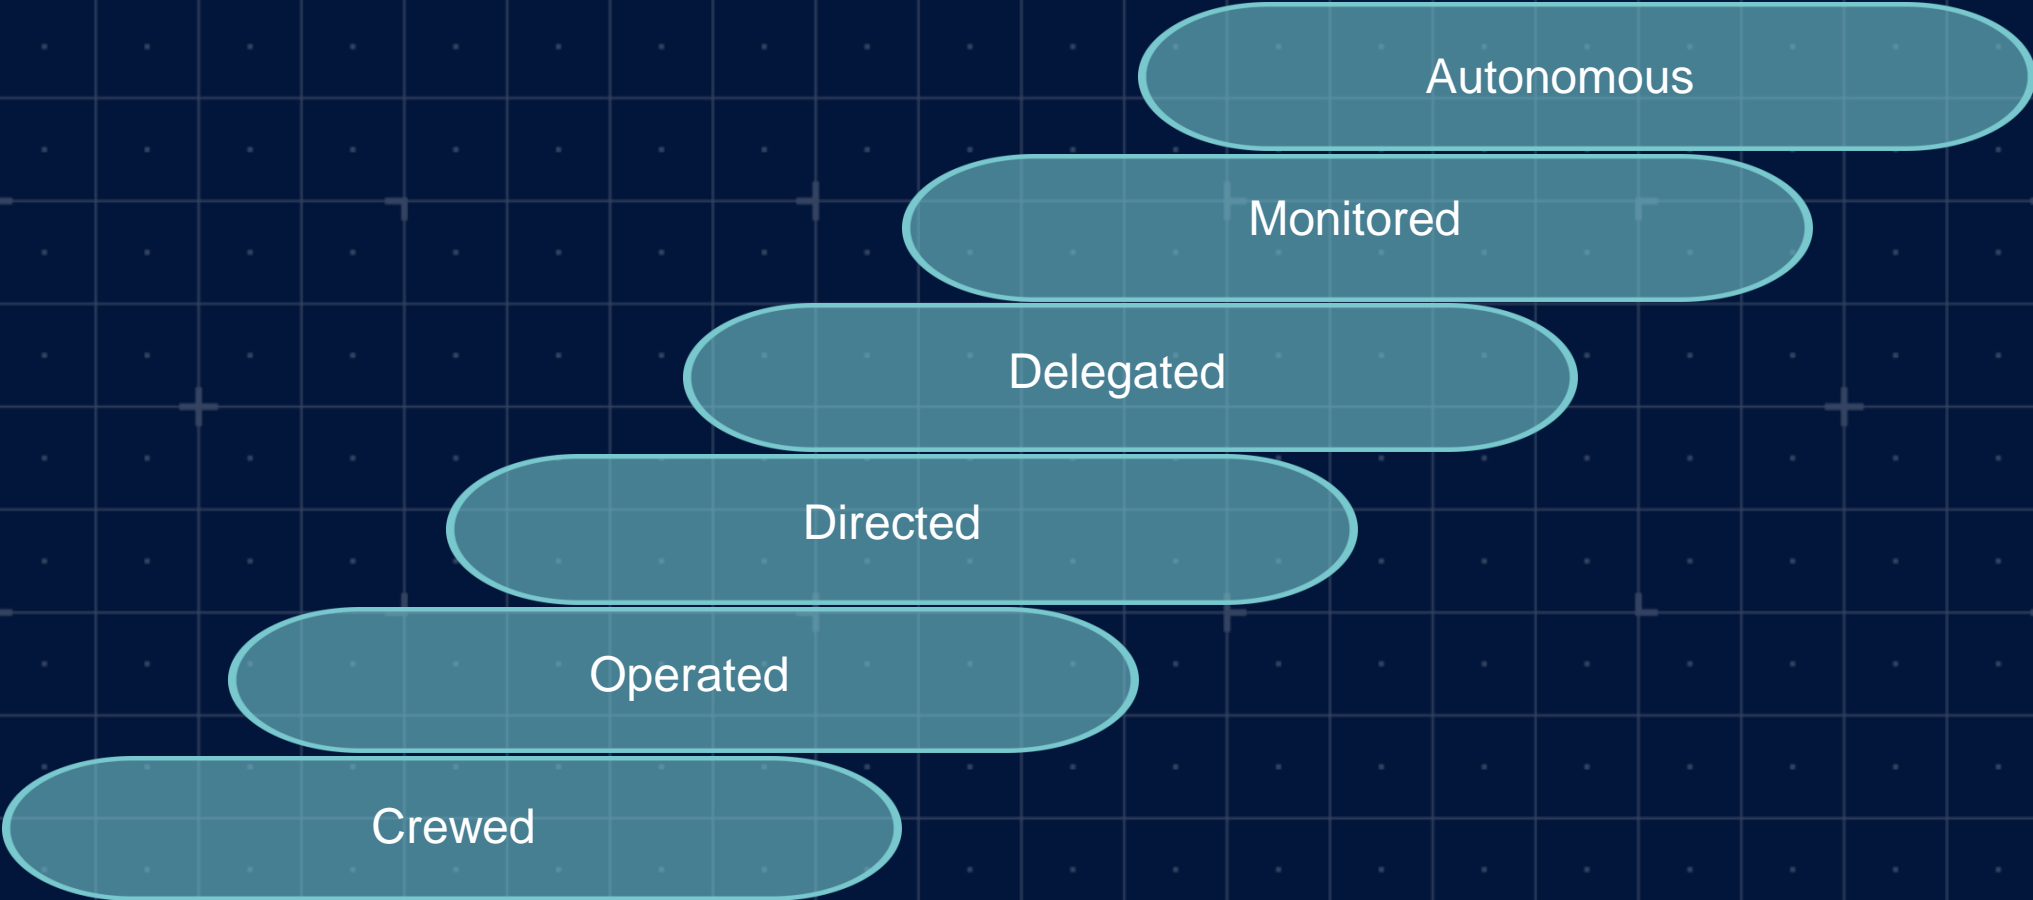 Autonomous
Monitored
Delegated
Directed
Operated
Crewed